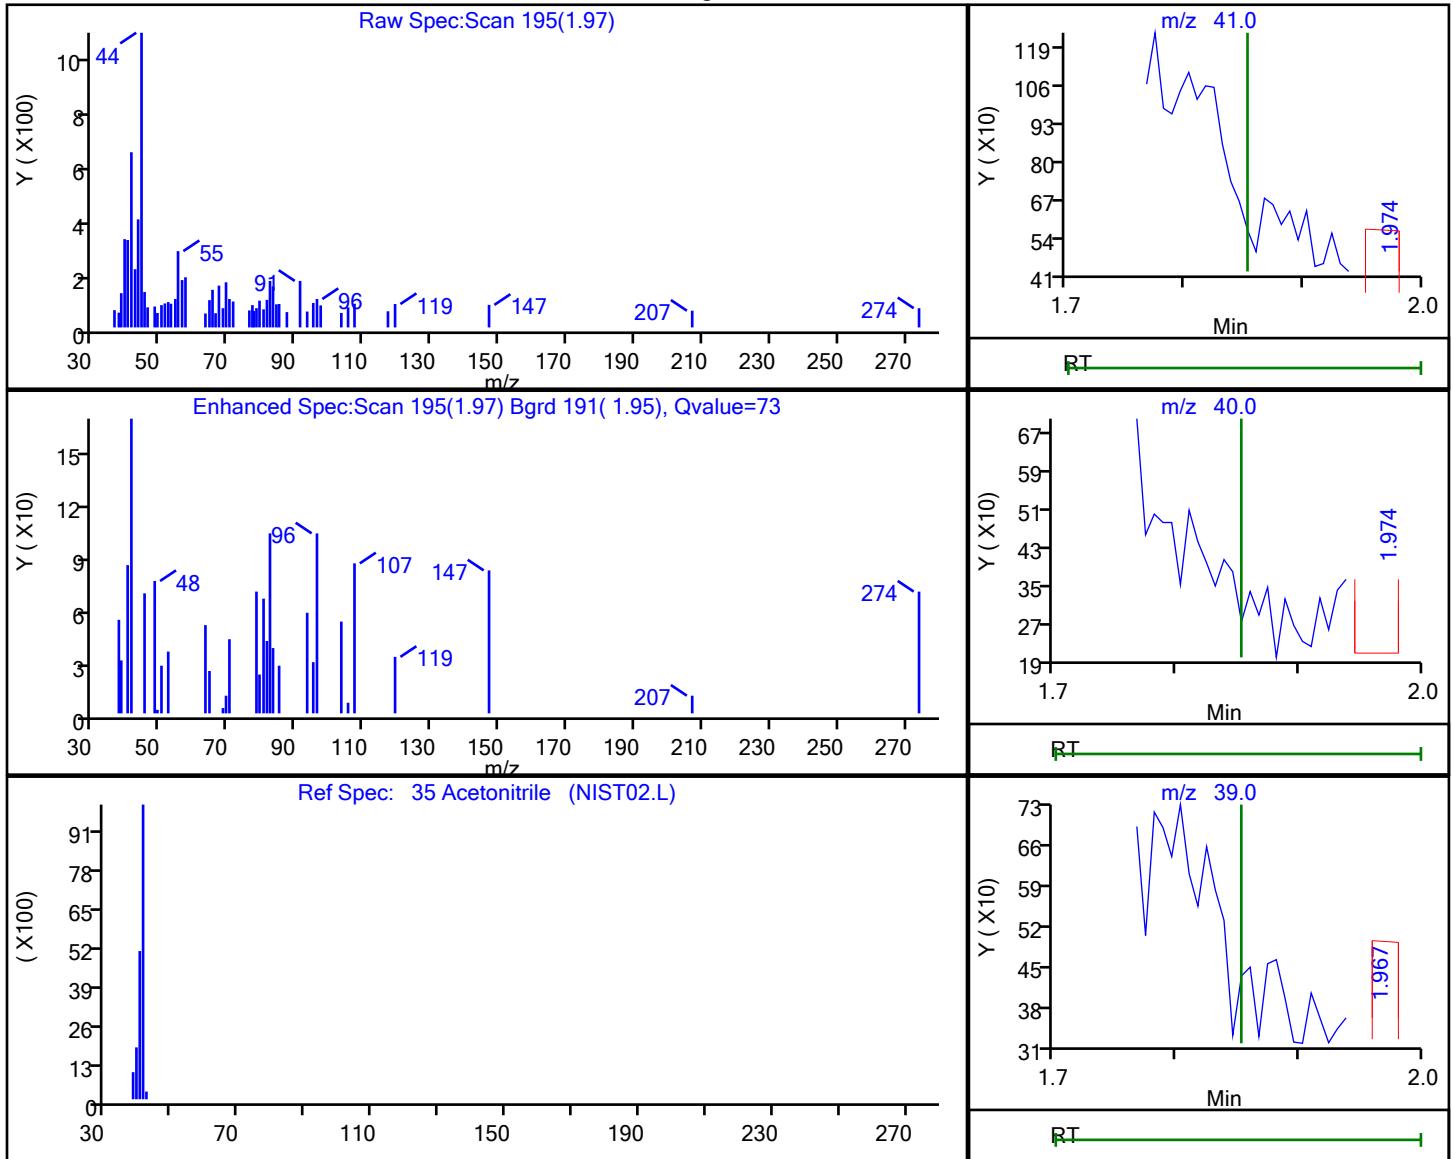 Raw Spec:Scan 195(1.97)
Y ( X100)
10
8
6
4
2
0
44
55
91
96
119
147
207
274
30 50 70 90 110 130 150 170 190 210 230 250 270
m/z
m/z 41.0
Y ( X10)
119
106
93
80
67
54
41
1.974
1.7 2.0
Min
RT
Enhanced Spec:Scan 195(1.97) Bgrd 191( 1.95), Qvalue=73
Y ( X10)
15
12
9
6
3
0
48
96
107
119
147
207
274
30 50 70 90 110 130 150 170 190 210 230 250 270
m/z
m/z 40.0
Y ( X10)
67
59
51
43
35
27
19
1.974
1.7 2.0
Min
RT
Ref Spec: 35 Acetonitrile (NIST02.L)
( X100)
91
78
65
52
39
26
13
0
30 70 110 150 190 230 270
m/z 39.0
Y ( X10)
73
66
59
52
45
38
31
1.967
1.7 2.0
Min
RT